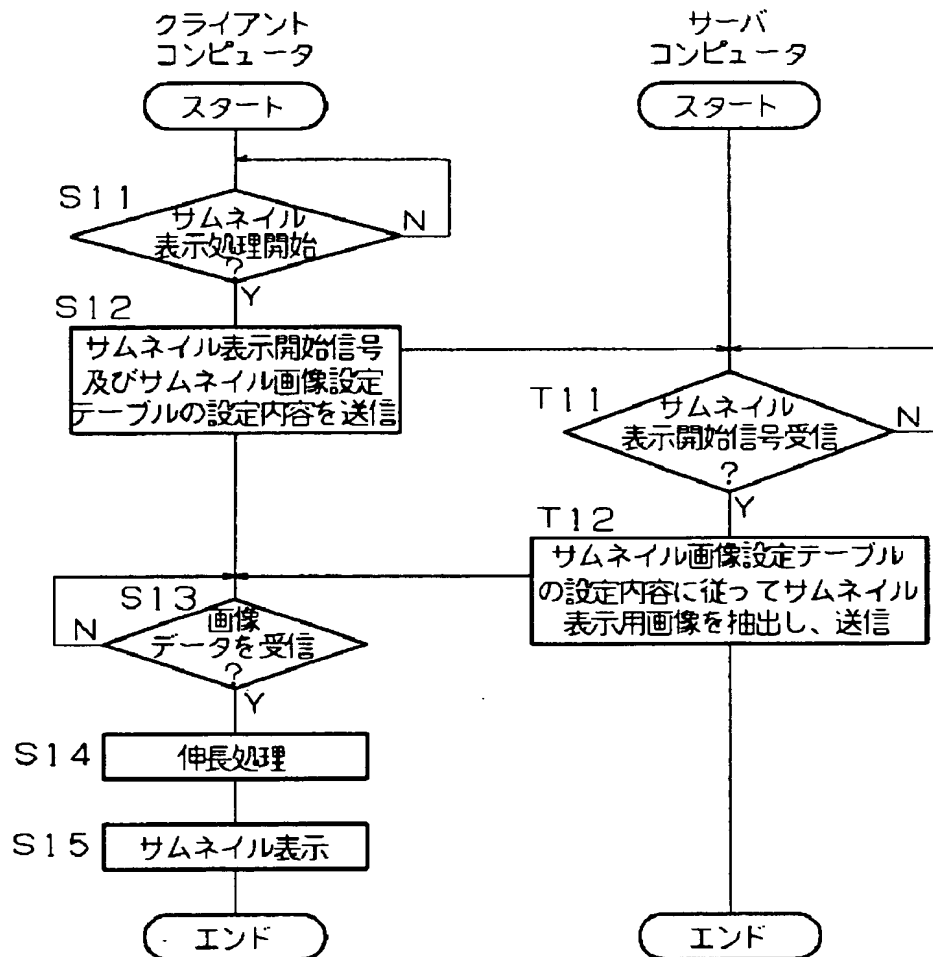 クライアント
コンピュータ
サーバ
コンピュータ
スタート
スタート
S11
サムネイル
表示処理開始
?
N
Y
S12
サムネイル表示開始信号
及びサムネイル画像設定
テーブルの設定内容を送信
T11
サムネイル
表示開始信号受信
?
N
Y
T12
サムネイル画像設定テーブル
の設定内容に従ってサムネイル
表示用画像を抽出し、送信
S13
画像
データを受信
?
N
Y
S14
伸長処理
S15
サムネイル表示
エンド
エンド